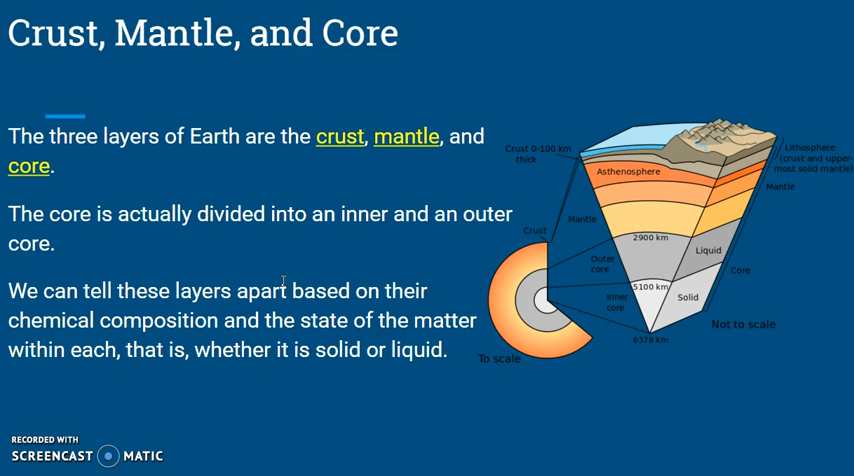 Crust, Mantle, and Core
The three layers of Earth are the crust, mantle, and
core.
The core is actually divided into an inner and an outer
core.
We can tell these layers apart based on their
chemical composition and the state of the matter
within each, that is, whether it is solid or liquid.
Crust 0-100 km
thick
Asthenosphere
Lithosphere
(crust and upper-
most solid mantle)
Mantle
Mantle
Crust
2900 km
Liquid
Outer
core
Core
5100 km
Inner
core
Solid
Not to scale
6378 km
To scale
RECORDED WITH
SCREENCAST MATIC